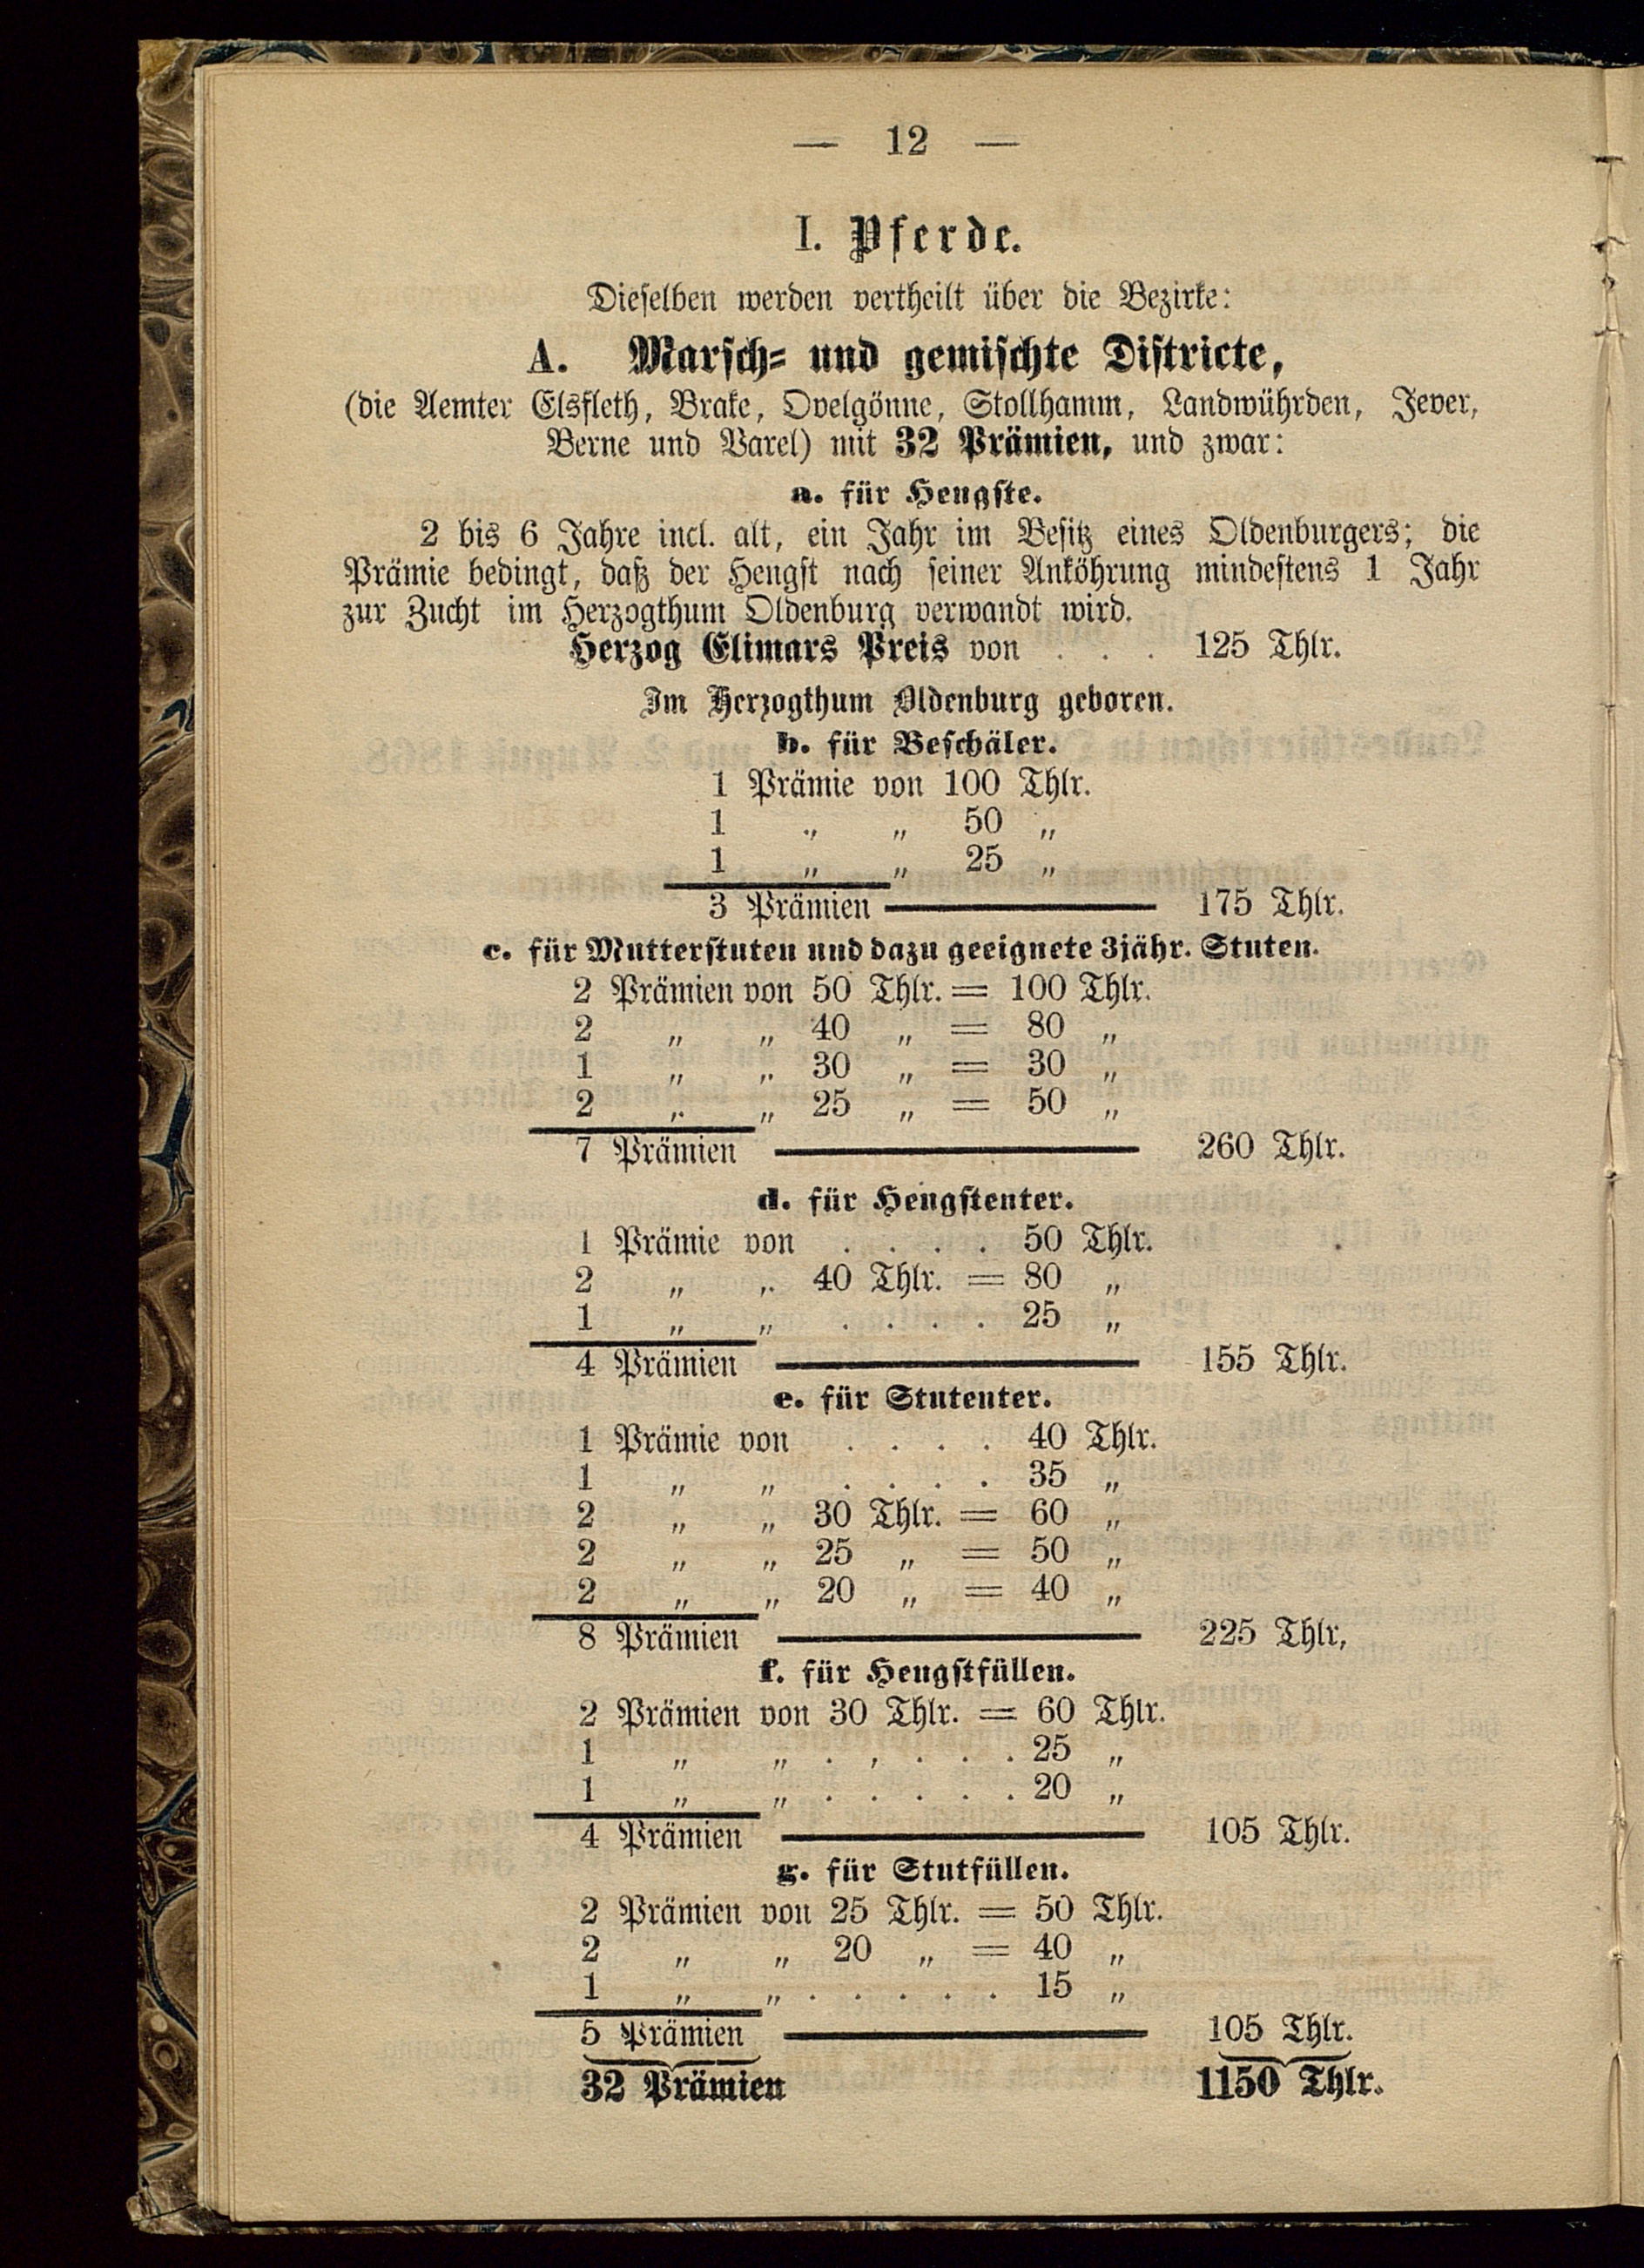 — 12 —
I. Pferde.
Dieselben werden vertheilt über die Bezirke:
A. Marsch- und gemischte Districte,
(die Aemter Elsfleth, Brake, Ovelgönne, Stollhamm, Landwührden, Jever,
Berne und Varel) mit 32 Prämien, und zwar:
a. für Hengste.
2 bis 6 Jahre incl. alt, ein Jahr im Besitz eines Oldenburgers; die
Prämie bedingt, daß der Hengst nach seiner Anköhrung mindestens 1 Jahr
zur Zucht im Herzogthum Oldenburg verwandt wird.
Herzog Elimars Preis von . . . 125 Thlr.
Im Herzogthum Oldenburg geboren.
b. für Beschäler.
1 Prämie von 100 Thlr.
1 „ „ 50 „
1 „ „ 25 „
3 Prämien — 175 Thlr.
c. für Mutterstuten und dazu geeignete 3jähr. Stuten.
2 Prämien von 50 Thlr. = 100 Thlr.
2 „ „ 40 „ = 80 „
1 „ „ 30 „ = 30 „
2 „ „ 25 „ = 50 „
7 Prämien — 260 Thlr.
d. für Hengstenter.
1 Prämie von . . . . 50 Thlr.
2 „ „ 40 Thlr. = 80 „
1 „ „ . . . . 25 „
4 Prämien — 155 Thlr.
e. für Stutenter.
1 Prämie von . . . . 40 Thlr.
1 „ „ . . . . 35 „
2 „ „ 30 Thlr. = 60 „
2 „ „ 25 „ = 50 „
2 „ „ 20 „ = 40 „
8 Prämien — 225 Thlr,
f. für Hengstfüllen.
2 Prämien von 30 Thlr. = 60 Thlr.
1 „ „ . , . . . 25 „
1 „ „ . . . . . 20 „
4 Prämien — 105 Thlr.
g. für Stutfüllen.
2 Prämien von 25 Thlr. = 50 Thlr.
2 „ „ 20 „ = 40 „
1 „ „ . . . . . 15 „
5 Prämien — 105 Thlr.
32 Prämien 1150 Thlr.